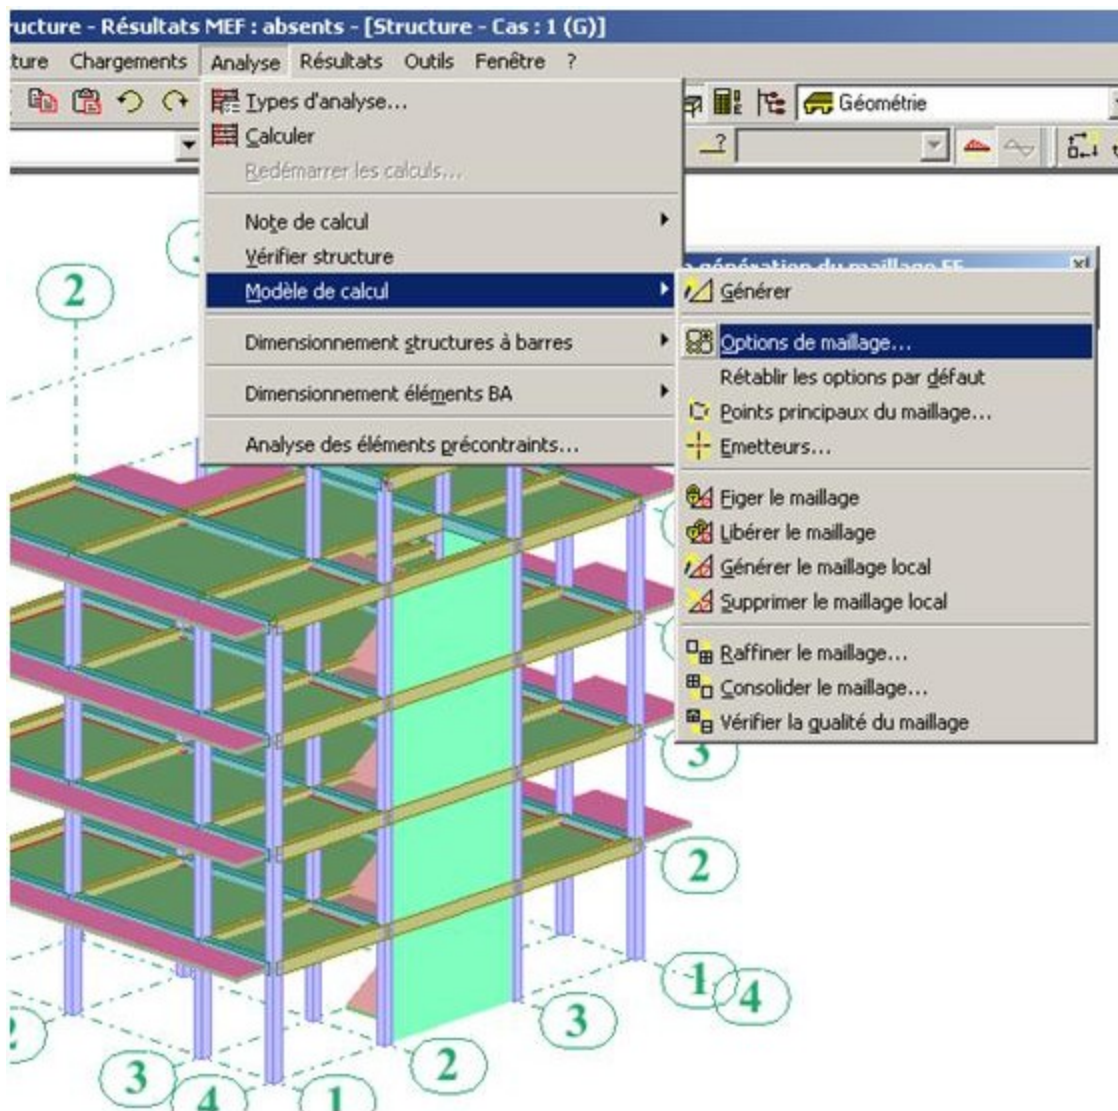 ructure - Résultats MEF : absents - [Structure - Cas : 1 (G)]
ture Chargements Analyse Résultats Outils Fenêtre ?
Types d'analyse...
Calculer
Redémarrer les calculs...
Géométrie
Note de calcul
Vérifier structure
Modèle de calcul
Dimensionnement structures à barres
Dimensionnement éléments BA
Analyse des éléments précontraints...
génération du maillage EF
Générer
Options de maillage...
Rétablir les options par défaut
Points principaux du maillage...
Emetteurs...
Figer le maillage
Libérer le maillage
Générer le maillage local
Supprimer le maillage local
Raffiner le maillage...
Consolider le maillage...
Vérifier la qualité du maillage
2
3
2
1
4
3
2
2
3
4
1